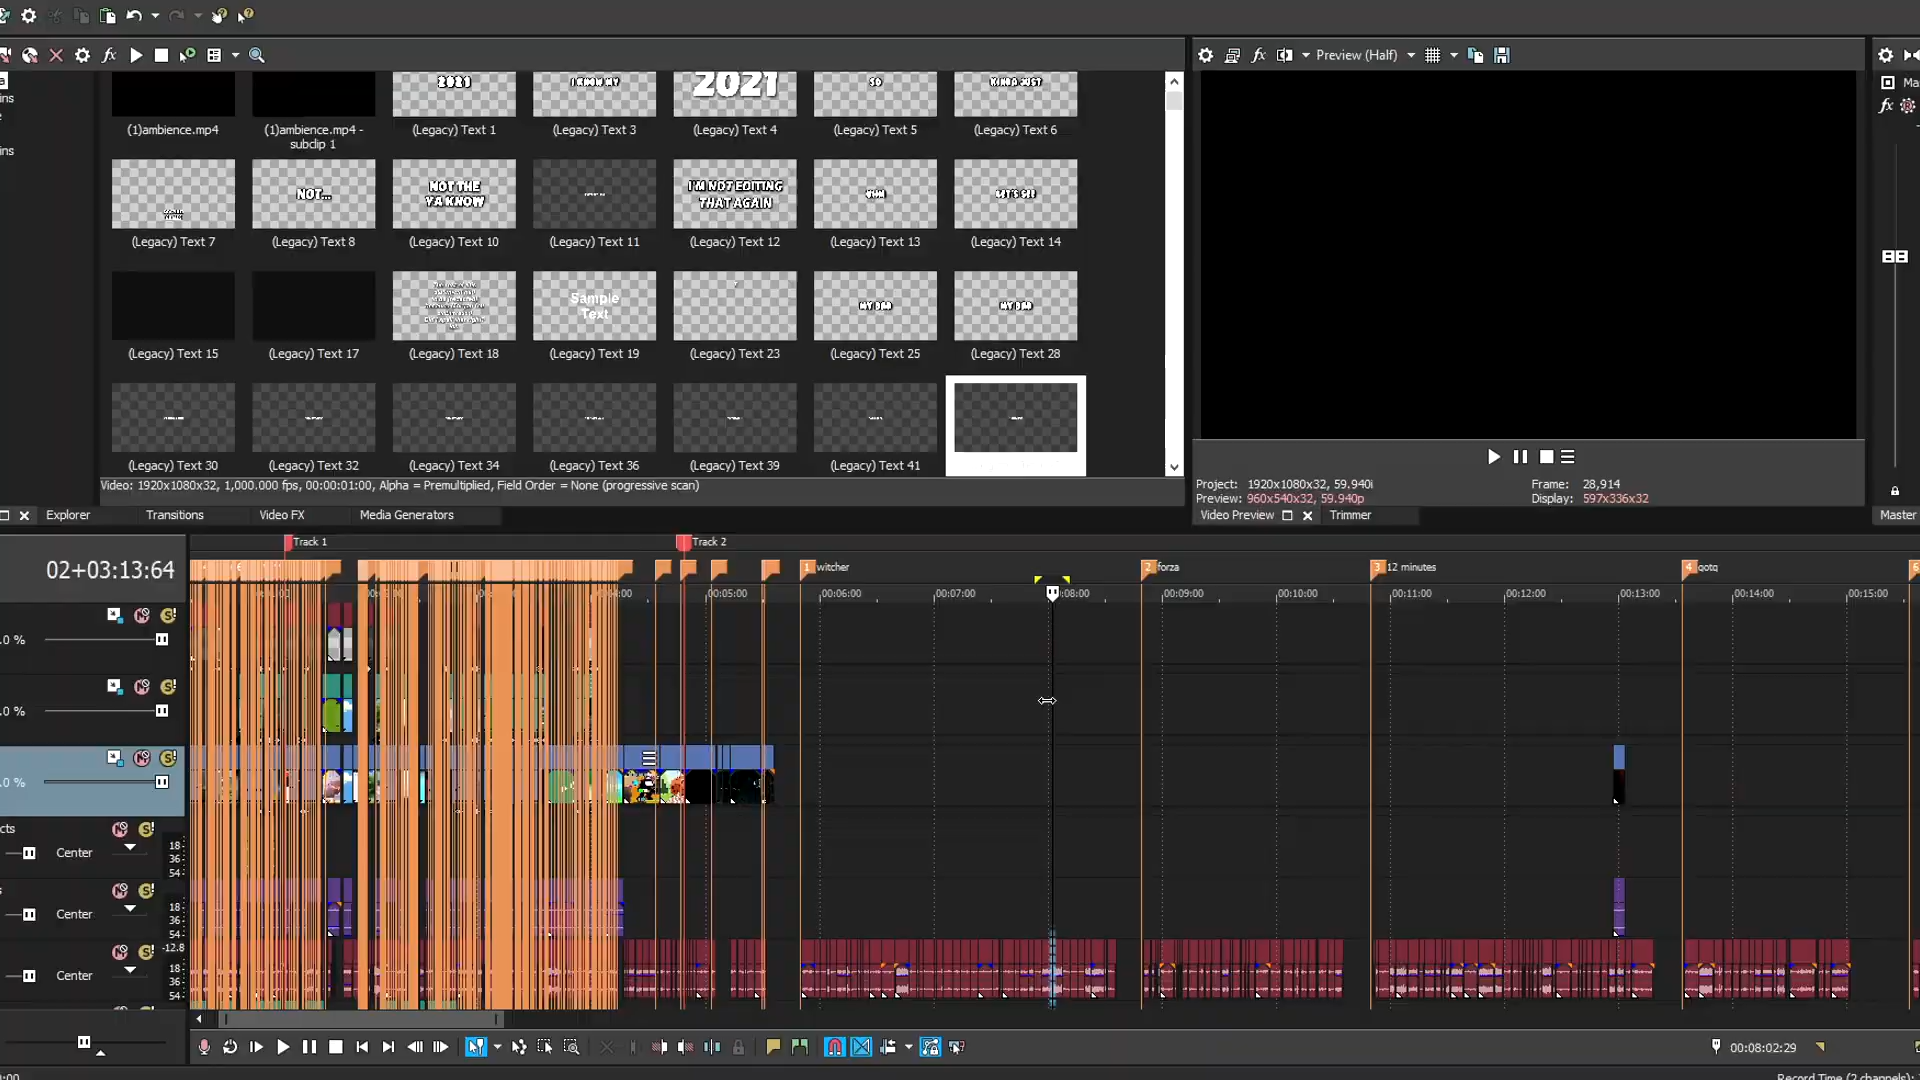 Preview (Half)
Ma
a
ins
ins
2021
I KNOW MY
2021
SO
KINDA JUST
(1)ambience.mp4
(1)ambience.mp4 -
subclip 1
(Legacy) Text 1
(Legacy) Text 3
(Legacy) Text 4
(Legacy) Text 5
(Legacy) Text 6
NOT...
NOT THE
YA KNOW
I'M NOT EDITING
THAT AGAIN
LET'S SEE
(Legacy) Text 7
(Legacy) Text 8
(Legacy) Text 10
(Legacy) Text 11
(Legacy) Text 12
(Legacy) Text 13
(Legacy) Text 14
Sample
Text
MY BAD
MY BAD
(Legacy) Text 15
(Legacy) Text 17
(Legacy) Text 18
(Legacy) Text 19
(Legacy) Text 23
(Legacy) Text 25
(Legacy) Text 28
(Legacy) Text 30
(Legacy) Text 32
(Legacy) Text 34
(Legacy) Text 36
(Legacy) Text 39
(Legacy) Text 41
Video: 1920x1080x32, 1,000.000 fps, 00:00:01:00, Alpha = Premultiplied, Field Order = None (progressive scan)
Project: 1920x1080x32, 59.940i
Frame: 28,914
Preview: 960x540x32, 59.940p
Display: 597x336x32
Explorer
Transitions
Video FX
Media Generators
Video Preview
Trimmer
Master
Track 1
Track 2
02+03:13:64
1 witcher
2 forza
3 12 minutes
4 gotg
6
00:05:00
00:06:00
00:07:00
:08:00
00:09:00
00:10:00
00:11:00
00:12:00
00:13:00
00:14:00
00:15:00
.0 %
.0 %
.0 %
cts
Center
18
36
54
s
Center
18
36
54
-12.8
Center
18
36
54
00:08:02:29
:00
Record Time (2 channels):